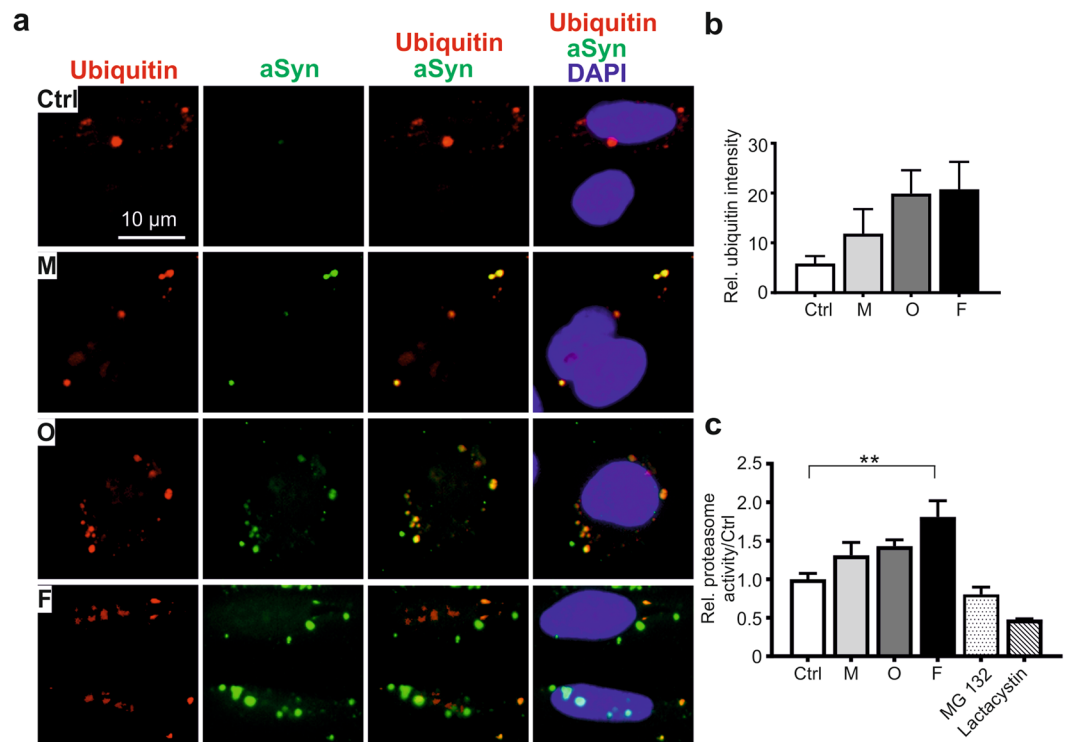 a
Ubiquitin
aSyn
Ubiquitin
aSyn
Ubiquitin
aSyn
DAPI
Ctrl
10 µm
M
O
F
b
Rel. ubiquitin intensity
30
20
10
0
Ctrl M O F
c
Rel. proteasome
activity/Ctrl
2.5
2.0
1.5
1.0
0.5
0
**
Ctrl M O F MG 132 Lactacystin